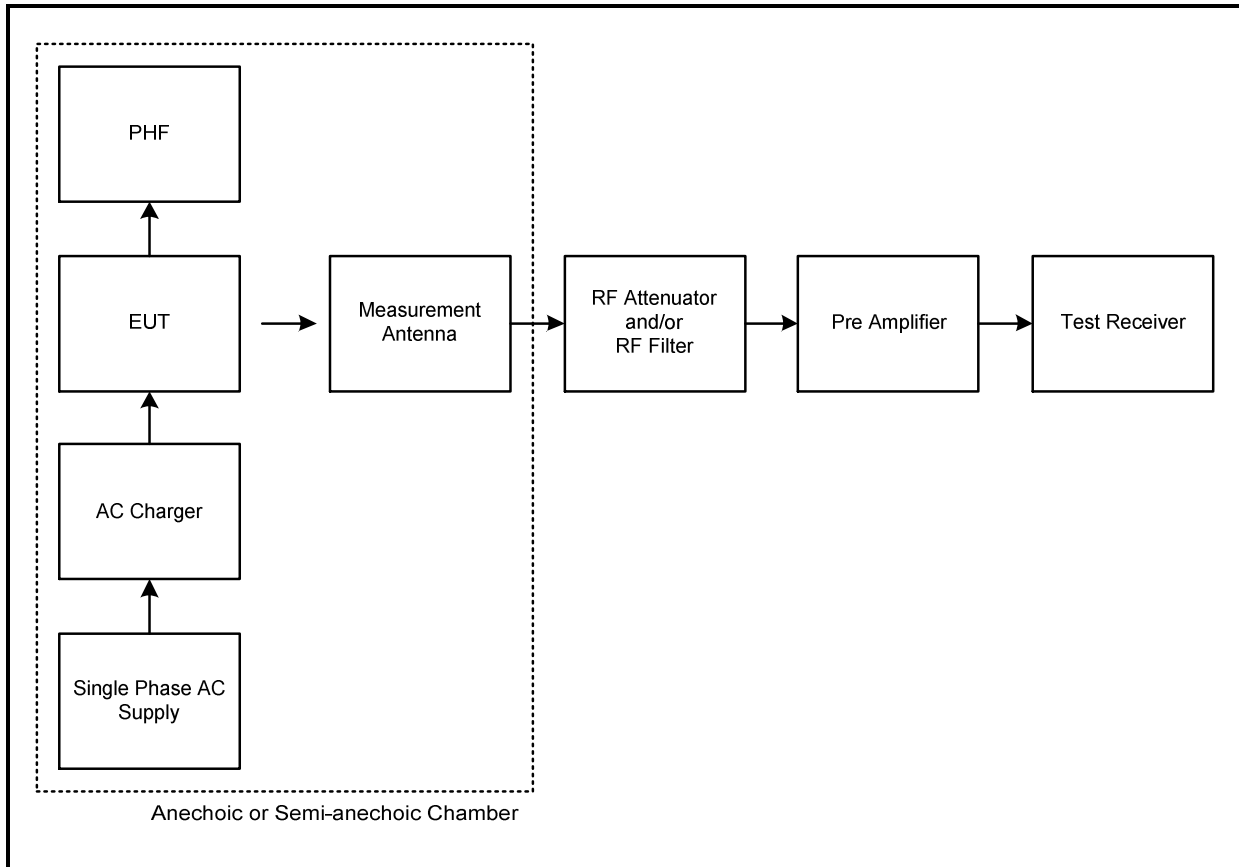 PHF
EUT
Measurement
Antenna
RF Attenuator
and/or
RF Filter
Pre Amplifier
Test Receiver
AC Charger
Single Phase AC
Supply
Anechoic or Semi-anechoic Chamber